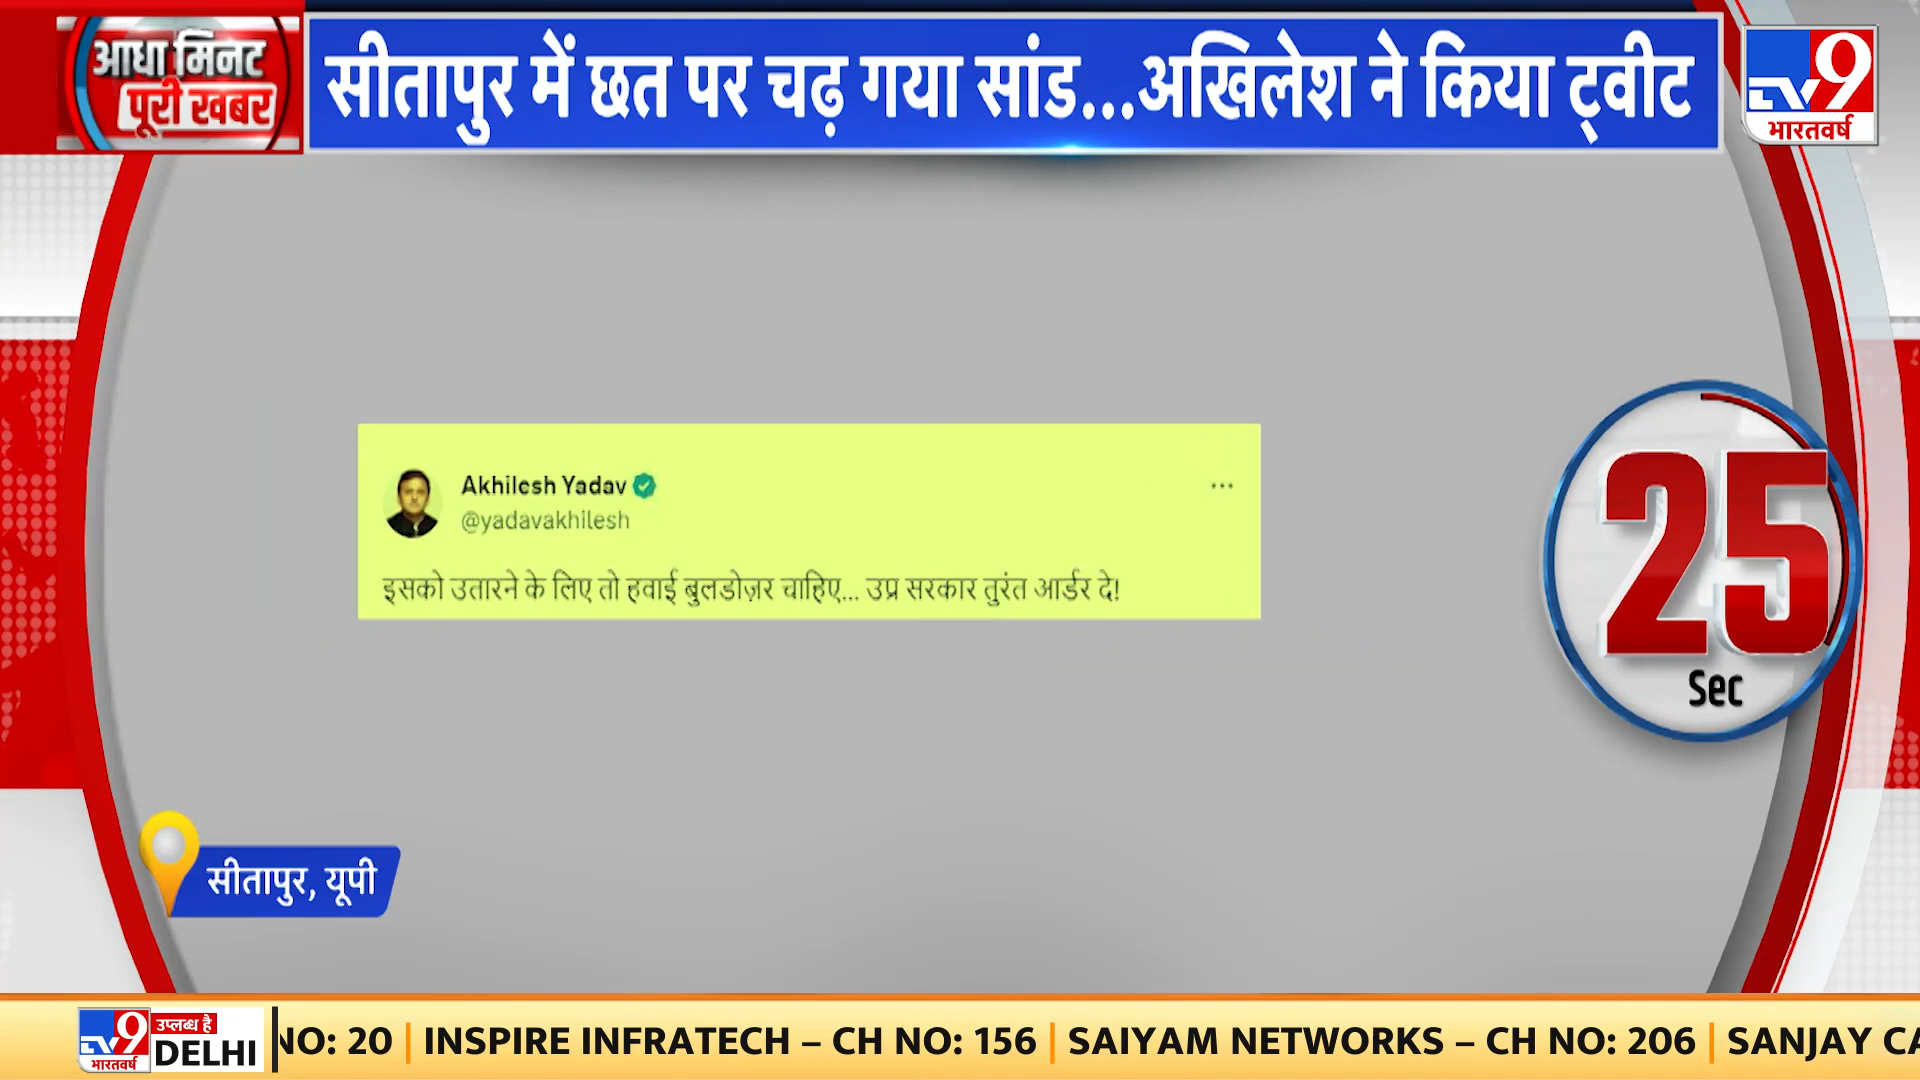 आधा मिनट
पूरी खबर
सीतापुर में छत पर चढ़ गया सांड...अखिलेश ने किया ट्वीट
TV9
भारतवर्ष
Akhilesh Yadav
@yadavakhilesh
इसको उतारने के लिए तो हवाई बुलडोज़र चाहिए... उप्र सरकार तुरंत आर्डर दे!
25
Sec
सीतापुर, यूपी
TV9
भारतवर्ष
उपलब्ध है
DELHI
NO: 20 | INSPIRE INFRATECH – CH NO: 156 | SAIYAM NETWORKS – CH NO: 206 | SANJAY CA